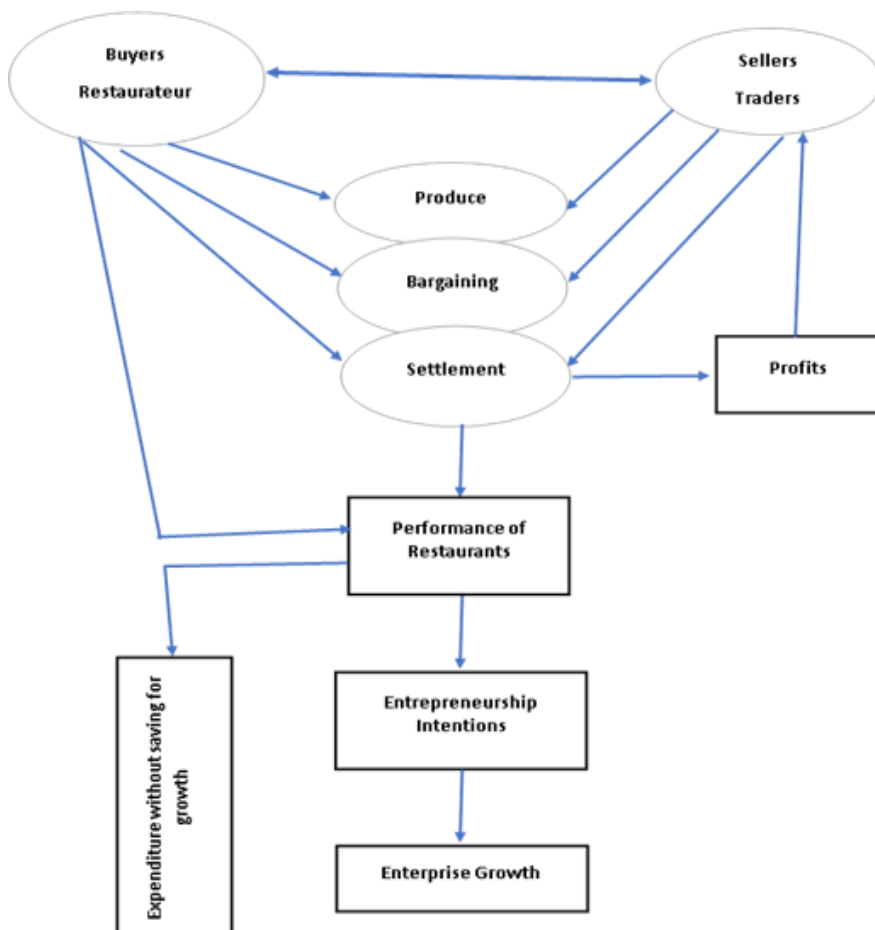 Buyers
Restaurateur
Sellers
Traders
Produce
Bargaining
Settlement
Profits
Performance of
Restaurants
Expenditure without saving for
growth
Entrepreneurship
Intentions
Enterprise Growth